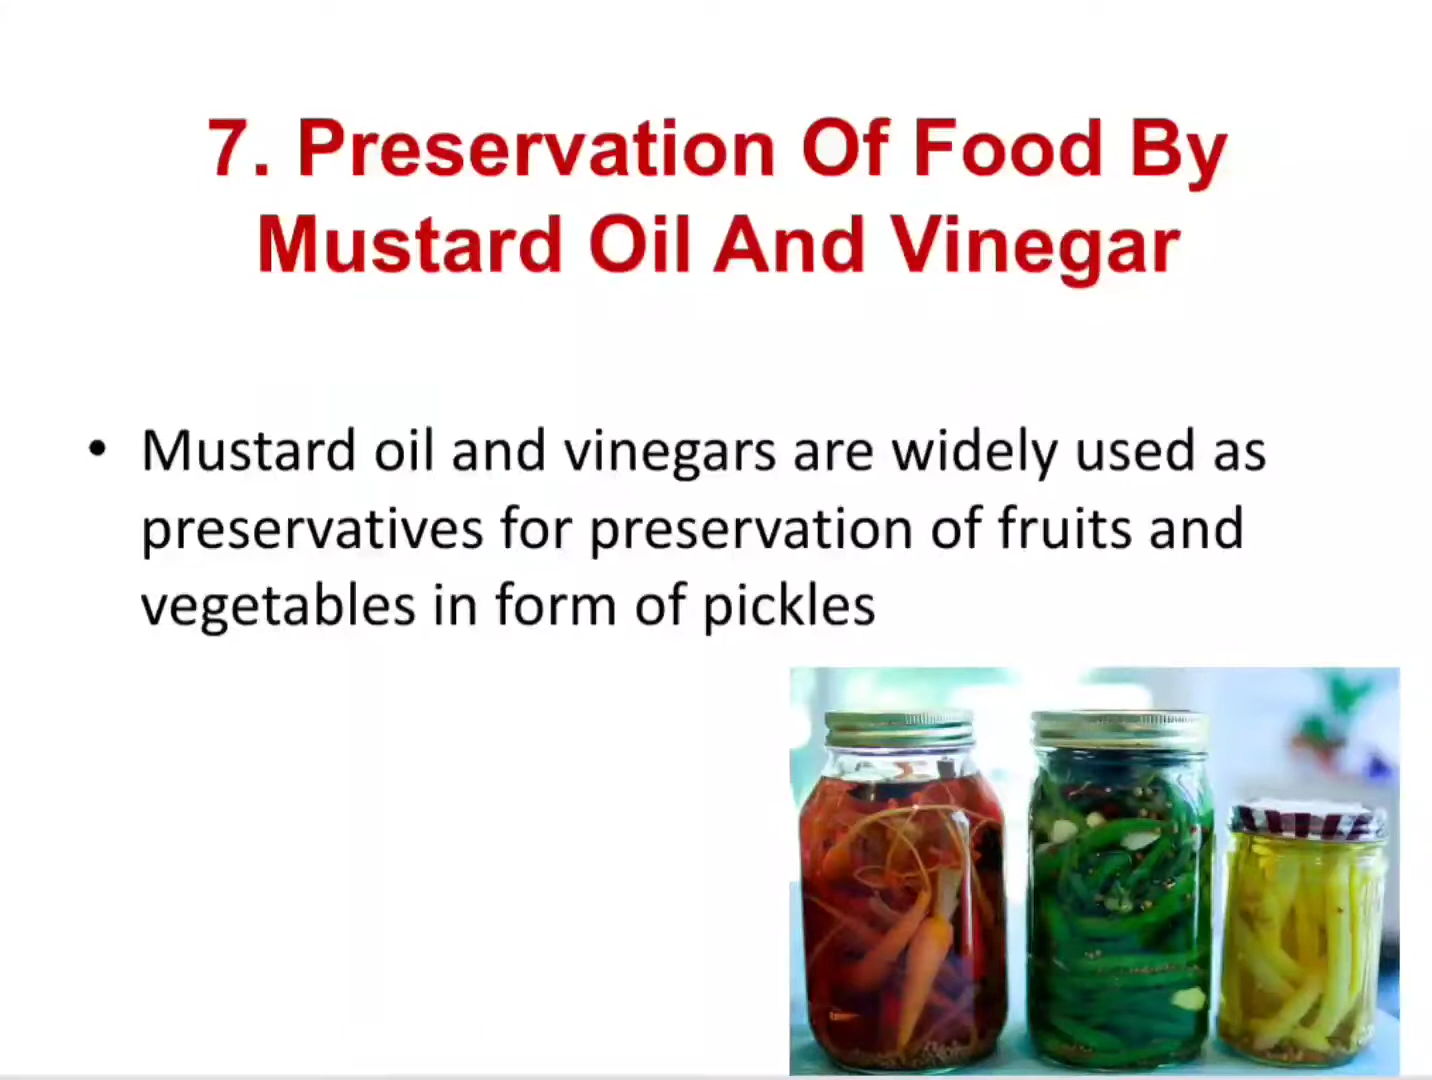 7. Preservation Of Food By
Mustard Oil And Vinegar
• Mustard oil and vinegars are widely used as
preservatives for preservation of fruits and
vegetables in form of pickles